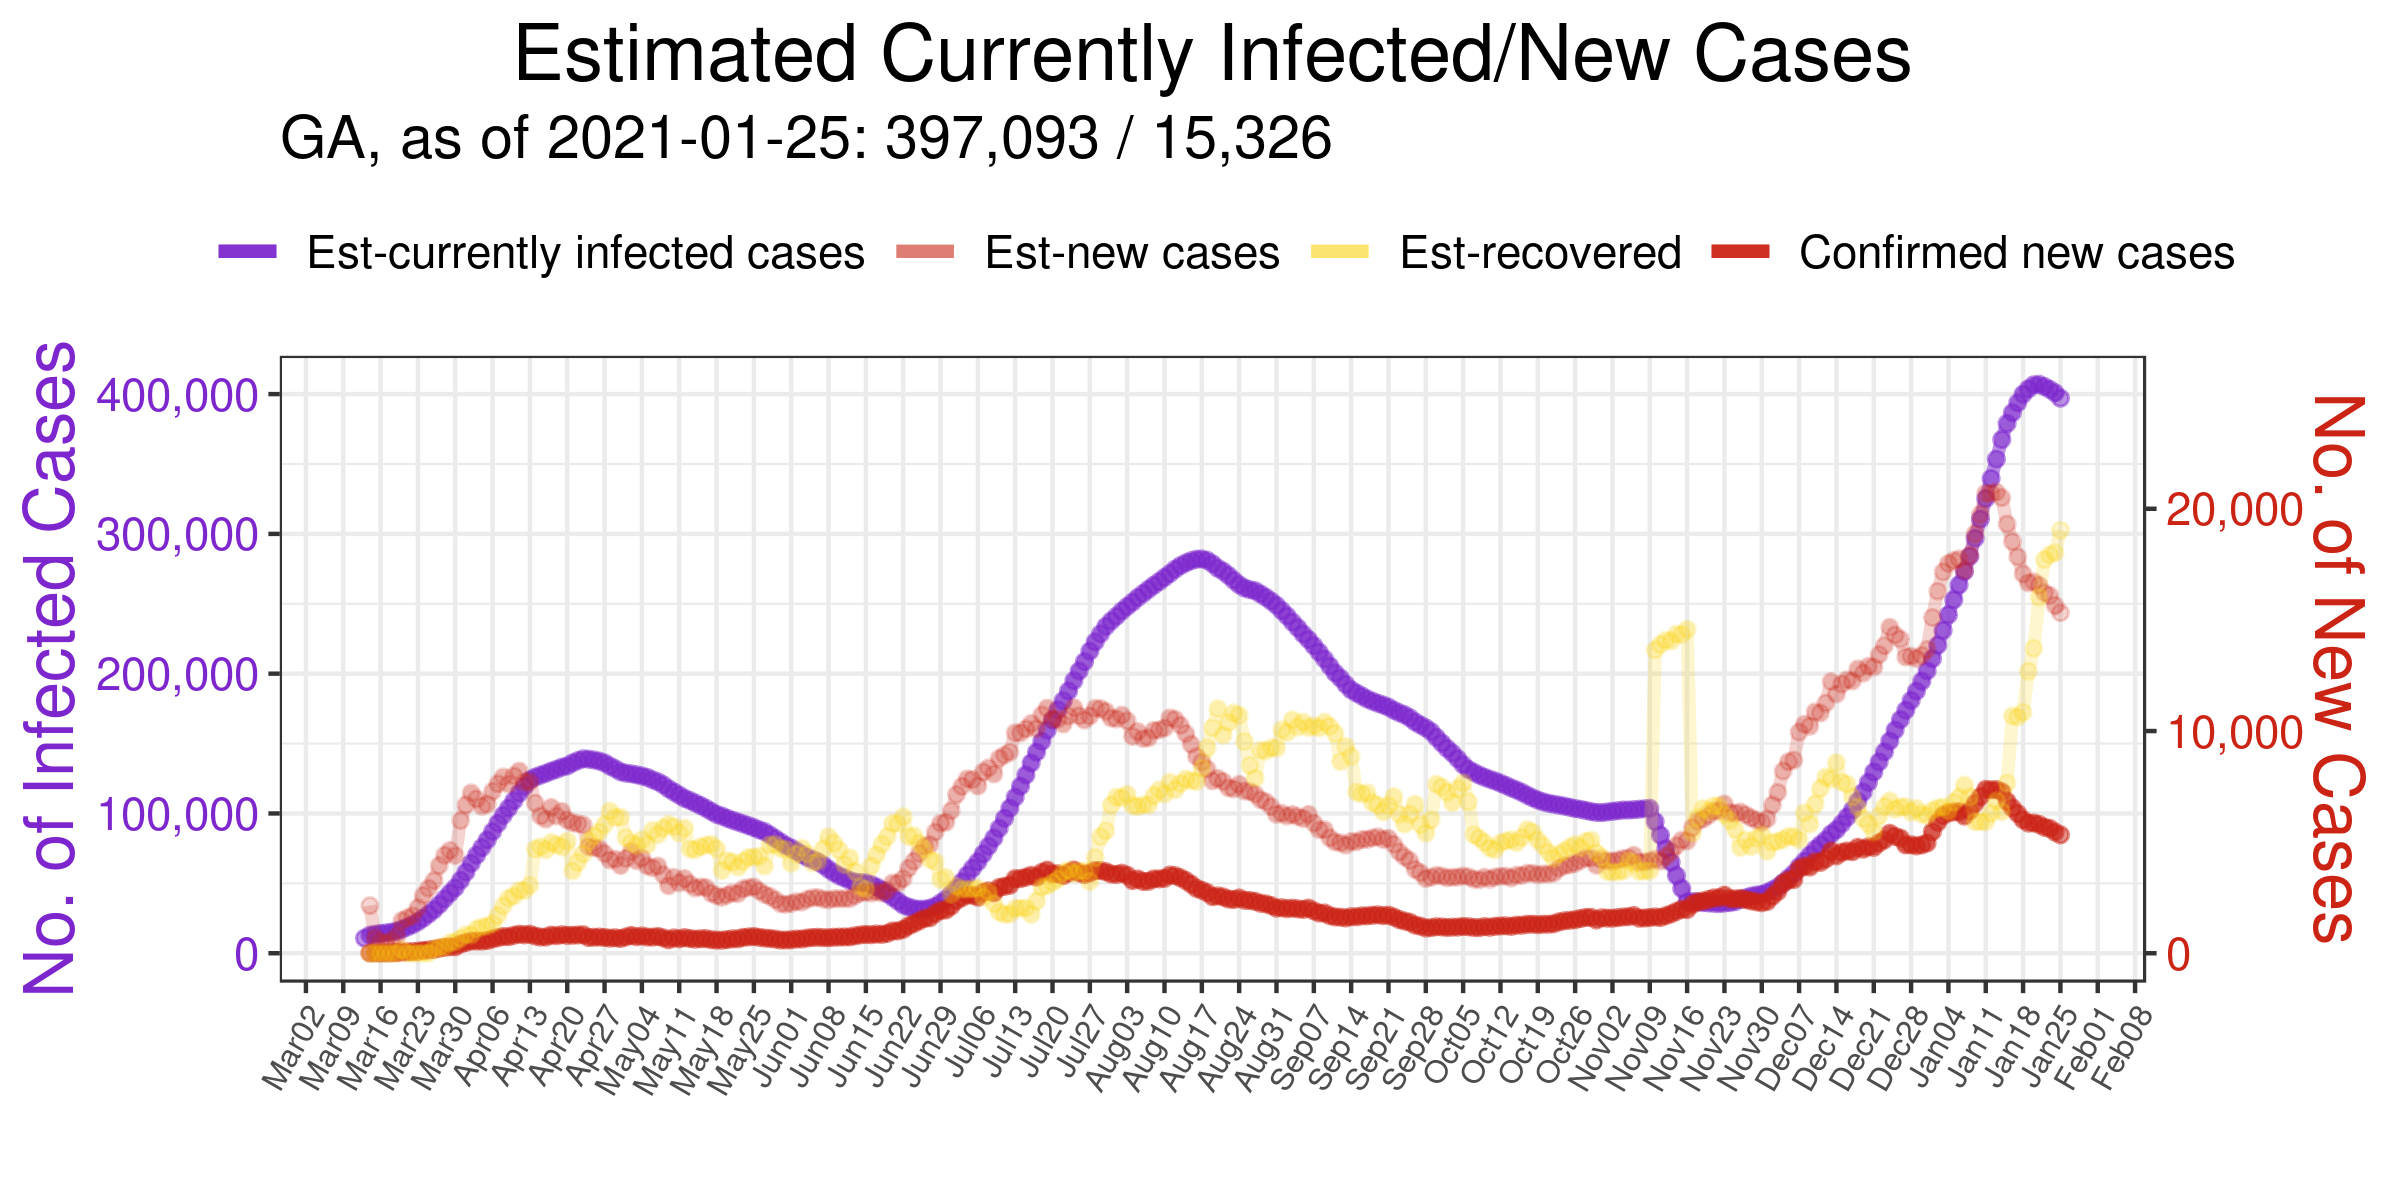 Estimated Currently Infected/New Cases
GA, as of 2021-01-25: 397,093 / 15,326
Est-currently infected cases Est-new cases Est-recovered Confirmed new cases
No. of Infected Cases
400,000
300,000
200,000
100,000
0
No. of New Cases
20,000
10,000
0
Mar02
Mar09
Mar16
Mar23
Mar30
Apr06
Apr13
Apr20
Apr27
May04
May11
May18
May25
Jun01
Jun08
Jun15
Jun22
Jun29
Jul06
Jul13
Jul20
Jul27
Aug03
Aug10
Aug17
Aug24
Aug31
Sep07
Sep14
Sep21
Sep28
Oct05
Oct12
Oct19
Oct26
Nov02
Nov09
Nov16
Nov23
Nov30
Dec07
Dec14
Dec21
Dec28
Jan04
Jan11
Jan18
Jan25
Feb01
Feb08